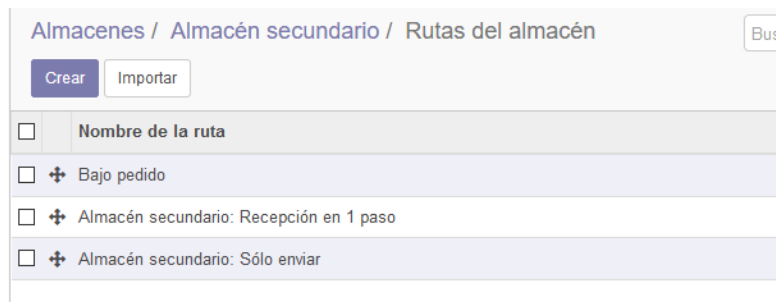 Almacenes / Almacén secundario / Rutas del almacén
Bus
Crear Importar
Nombre de la ruta
Bajo pedido
Almacén secundario: Recepción en 1 paso
Almacén secundario: Sólo enviar